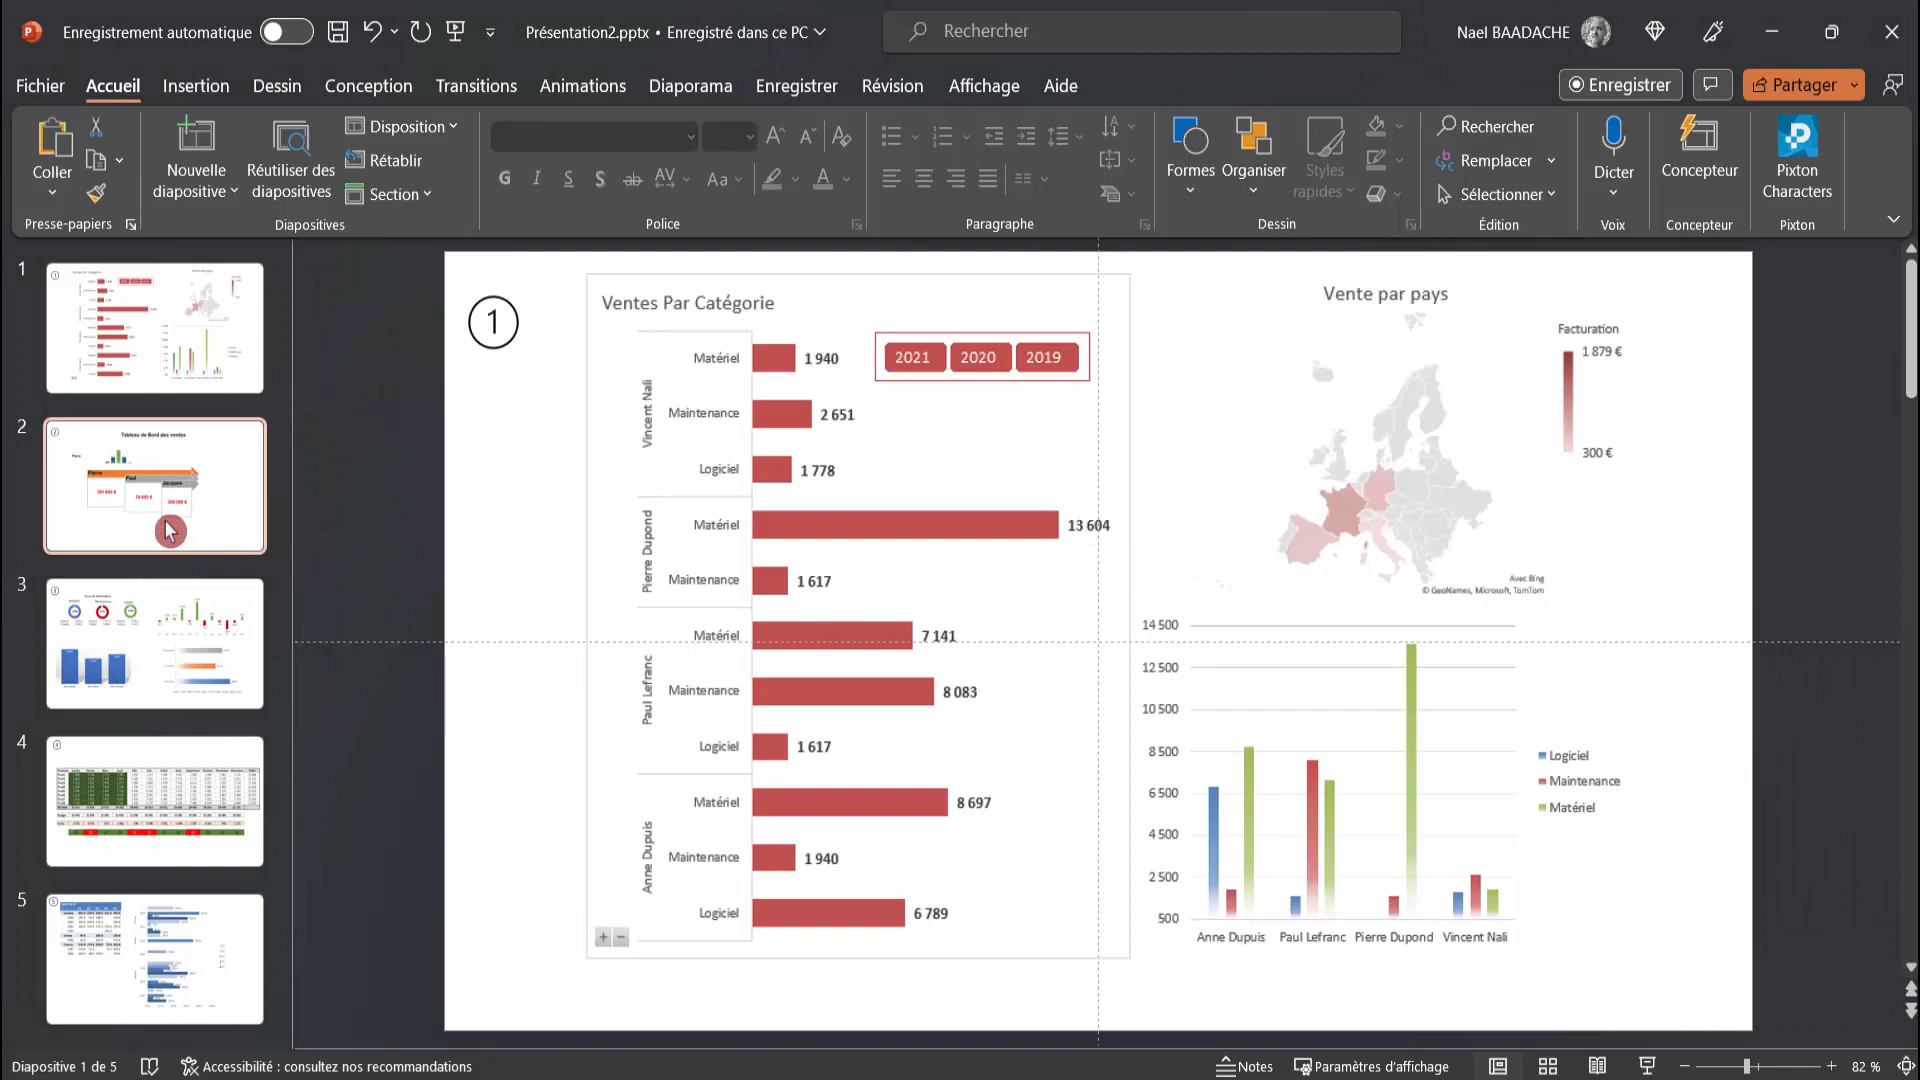 Enregistrement automatique
Présentation2.pptx • Enregistré dans ce PC
Rechercher
Nael BAADACHE
Fichier Accueil Insertion Dessin Conception Transitions Animations Diaporama Enregistrer Révision Affichage Aide
Enregistrer
Partager
Coller
Nouvelle diapositive
Réutiliser des diapositives
Disposition
Rétablir
Section
Formes
Organiser
Styles rapides
Rechercher
Remplacer
Sélectionner
Dicter
Concepteur
Pixton Characters
Presse-papiers
Diapositives
Police
Paragraphe
Dessin
Édition
Voix
Concepteur
Pixton
1
2
Tableau de Bord des ventes
Pierre
Paul
Jacques
3
4
5
1
Ventes Par Catégorie
2021 2020 2019
Vincent Nali
Matériel 1 940
Maintenance 2 651
Logiciel 1 778
Pierre Dupond
Matériel 13 604
Maintenance 1 617
Paul Lefranc
Matériel 7 141
Maintenance 8 083
Logiciel 1 617
Anne Dupuis
Matériel 8 697
Maintenance 1 940
Logiciel 6 789
Vente par pays
Facturation
1 879 €
300 €
Avec Bing
© GeoNames, Microsoft, TomTom
14 500
12 500
10 500
8 500
6 500
4 500
2 500
500
Anne Dupuis Paul Lefranc Pierre Dupond Vincent Nali
Logiciel
Maintenance
Matériel
Diapositive 1 de 5
Accessibilité : consultez nos recommandations
Notes
Paramètres d'affichage
82 %